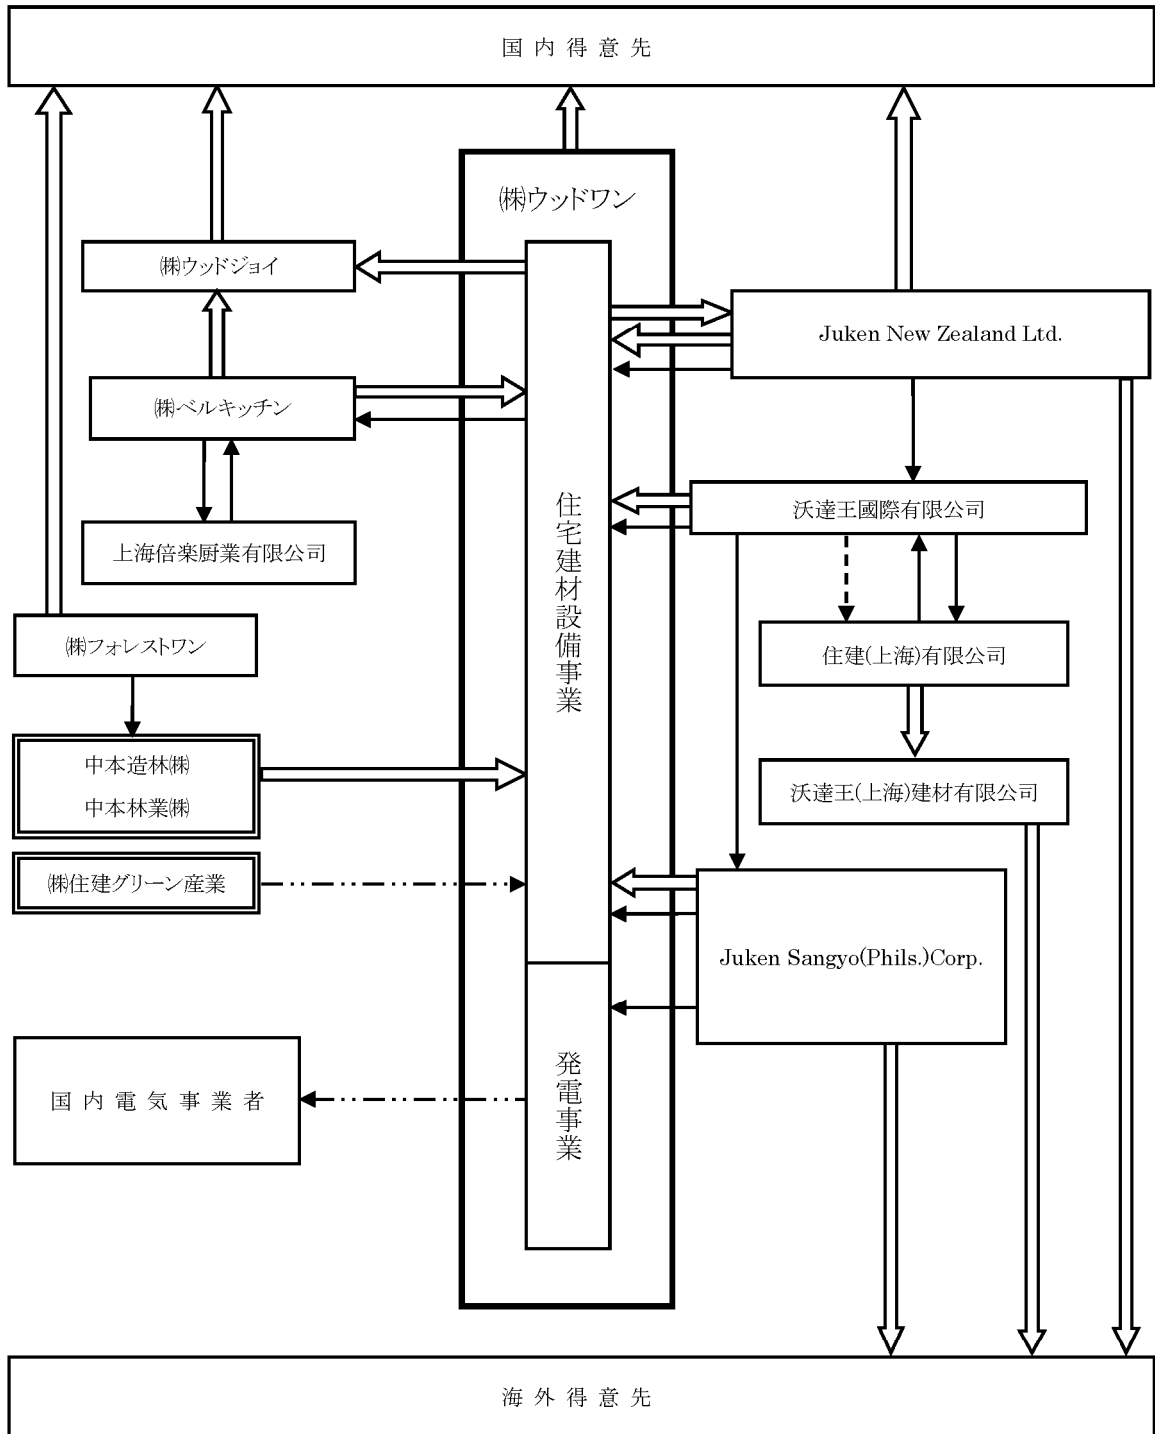 国内得意先
㈱ウッドワン
㈱ウッドジョイ
Juken New Zealand Ltd.
㈱ベルキッチン
住宅建材設備事業
沃達王國際有限公司
上海倍楽厨業有限公司
㈱フォレストワン
住建(上海)有限公司
中本造林㈱
中本林業㈱
沃達王(上海)建材有限公司
㈱住建グリーン産業
Juken Sangyo(Phils.)Corp.
発電事業
国内電気事業者
海外得意先